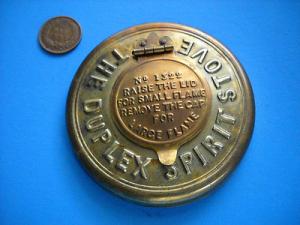 THE DUPLEX SPIRIT STOVE
No 1322
RAISE THE LID
FOR SMALL FLAME
REMOVE THE CAP
FOR
LARGE FLAME